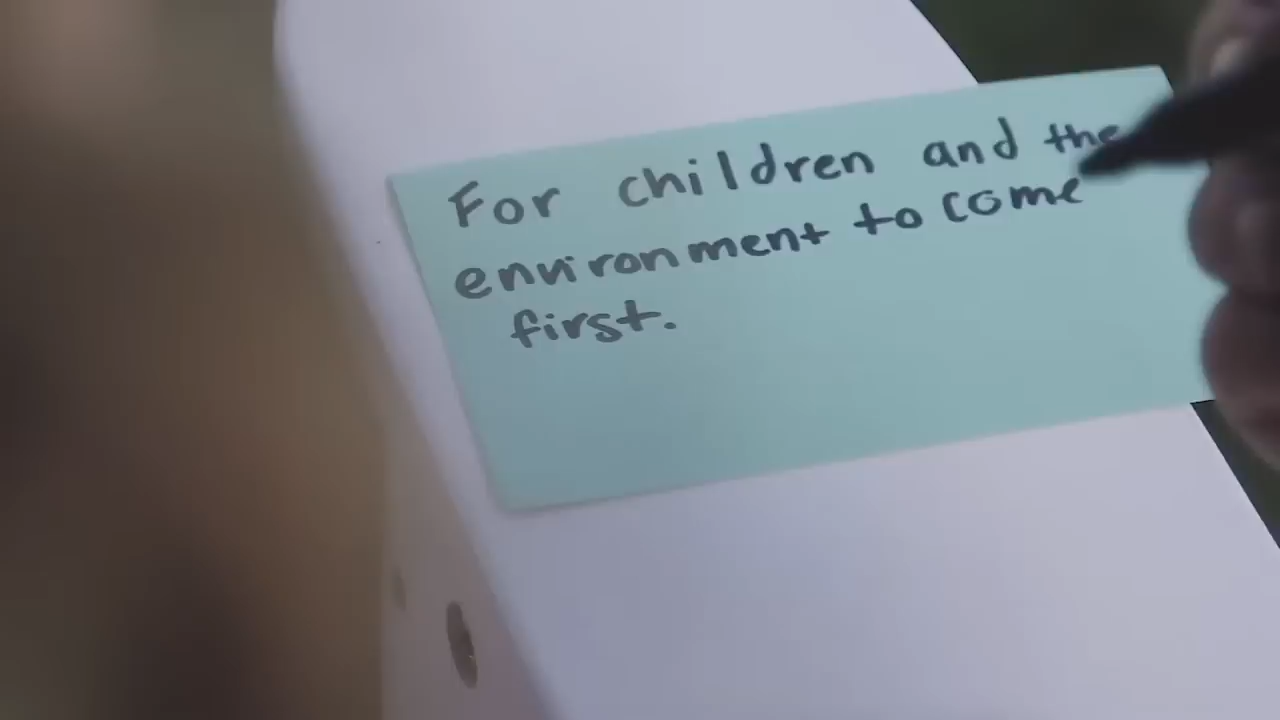 For children and the
environment to come
first.